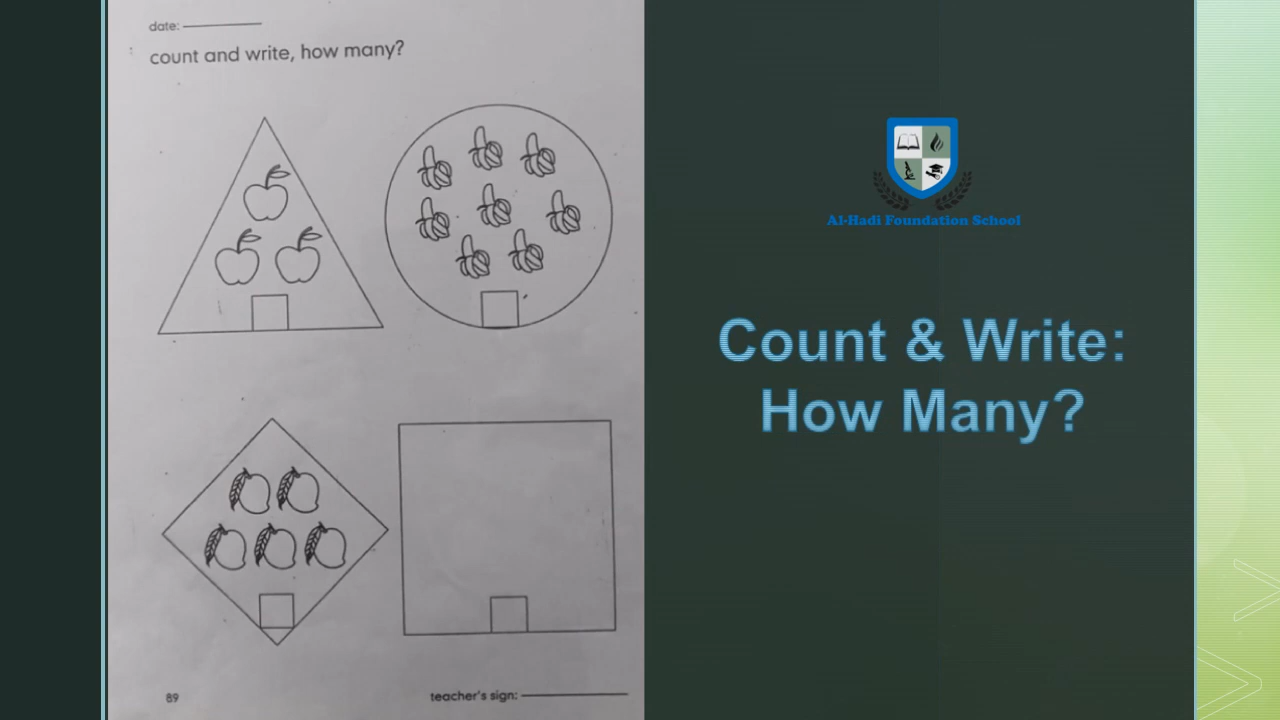 date:
count and write, how many?
89
teacher's sign:
Al-Hadi Foundation School
Count & Write:
How Many?